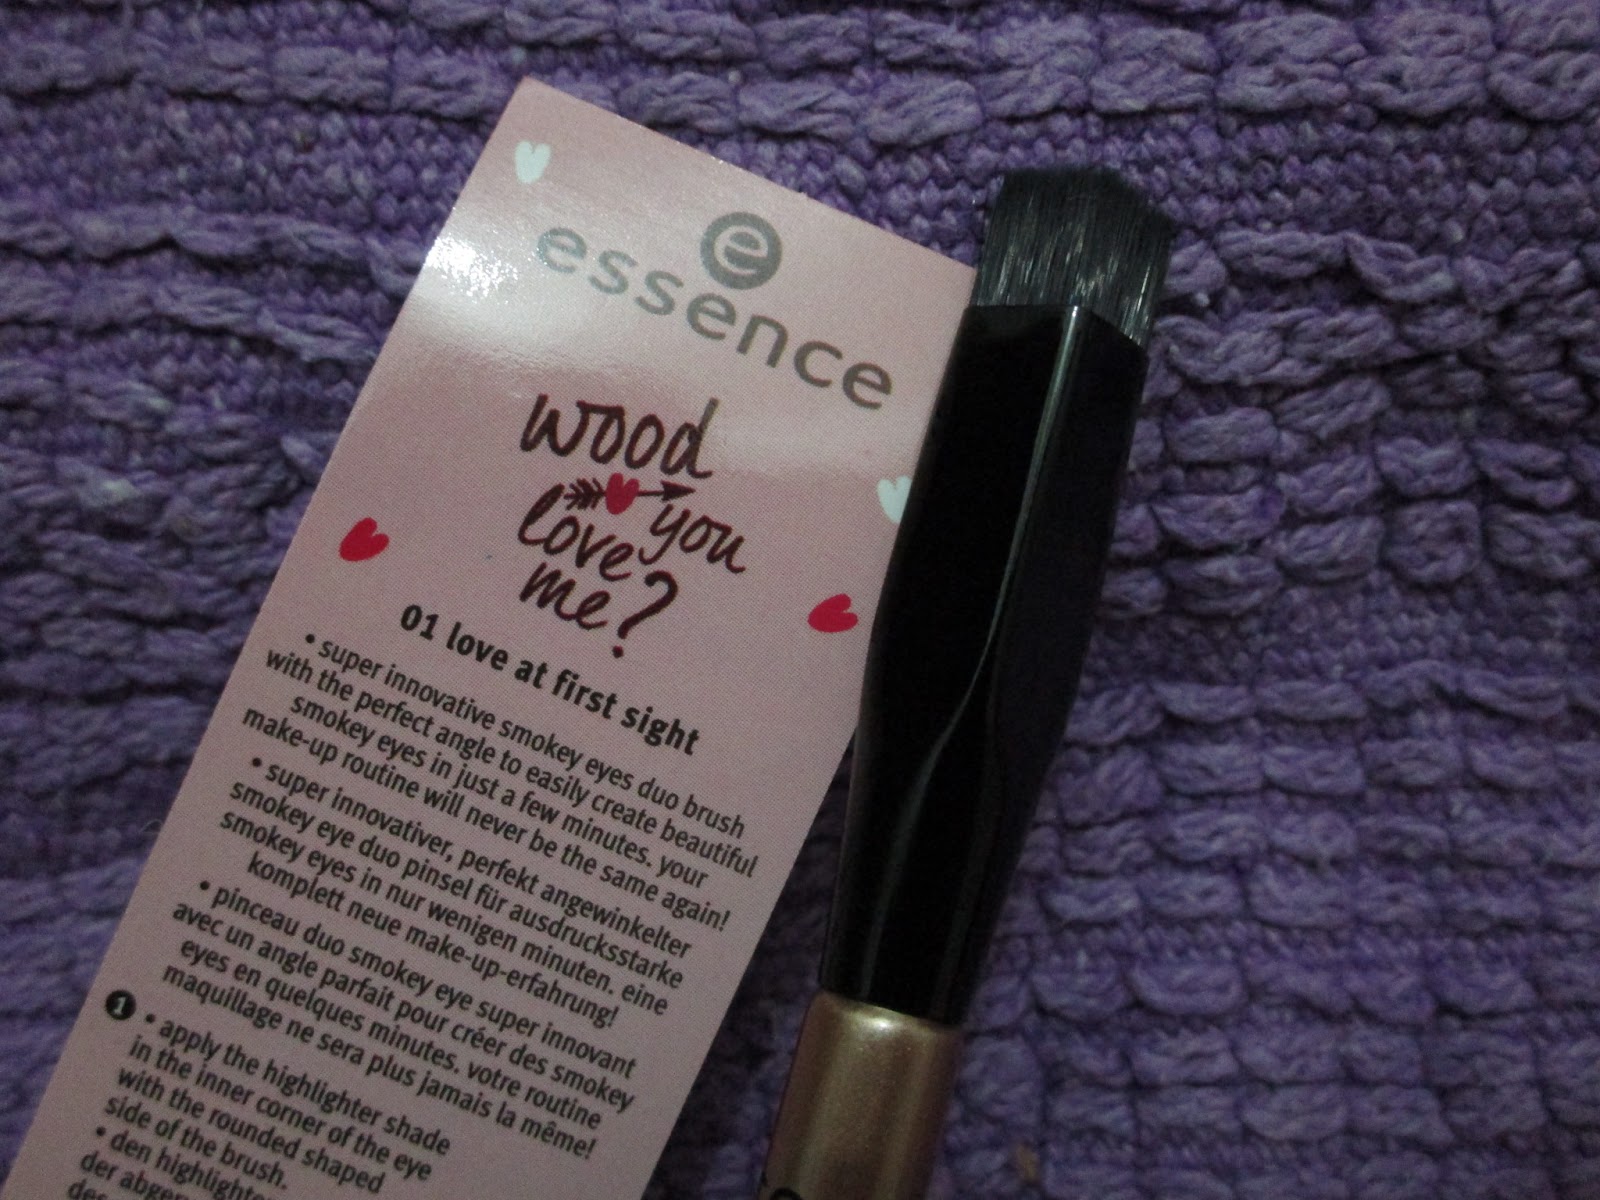 e
essence
wood
you
love
me?
01 love at first sight
• super innovative smokey eyes duo brush
with the perfect angle to easily create beautiful
smokey eyes in just a few minutes. your
make-up routine will never be the same again!
• super innovativer, perfekt angewinkelter
smokey eye duo pinsel für ausdrucksstarke
smokey eyes in nur wenigen minuten. eine
komplett neue make-up-erfahrung!
• pinceau duo smokey eye super innovant
avec un angle parfait pour créer des smokey
eyes en quelques minutes. votre routine
maquillage ne sera plus jamais la même!
1 • apply the highlighter shade
in the inner corner of the eye
with the rounded shaped
side of the brush.
• den highlighter
der
des